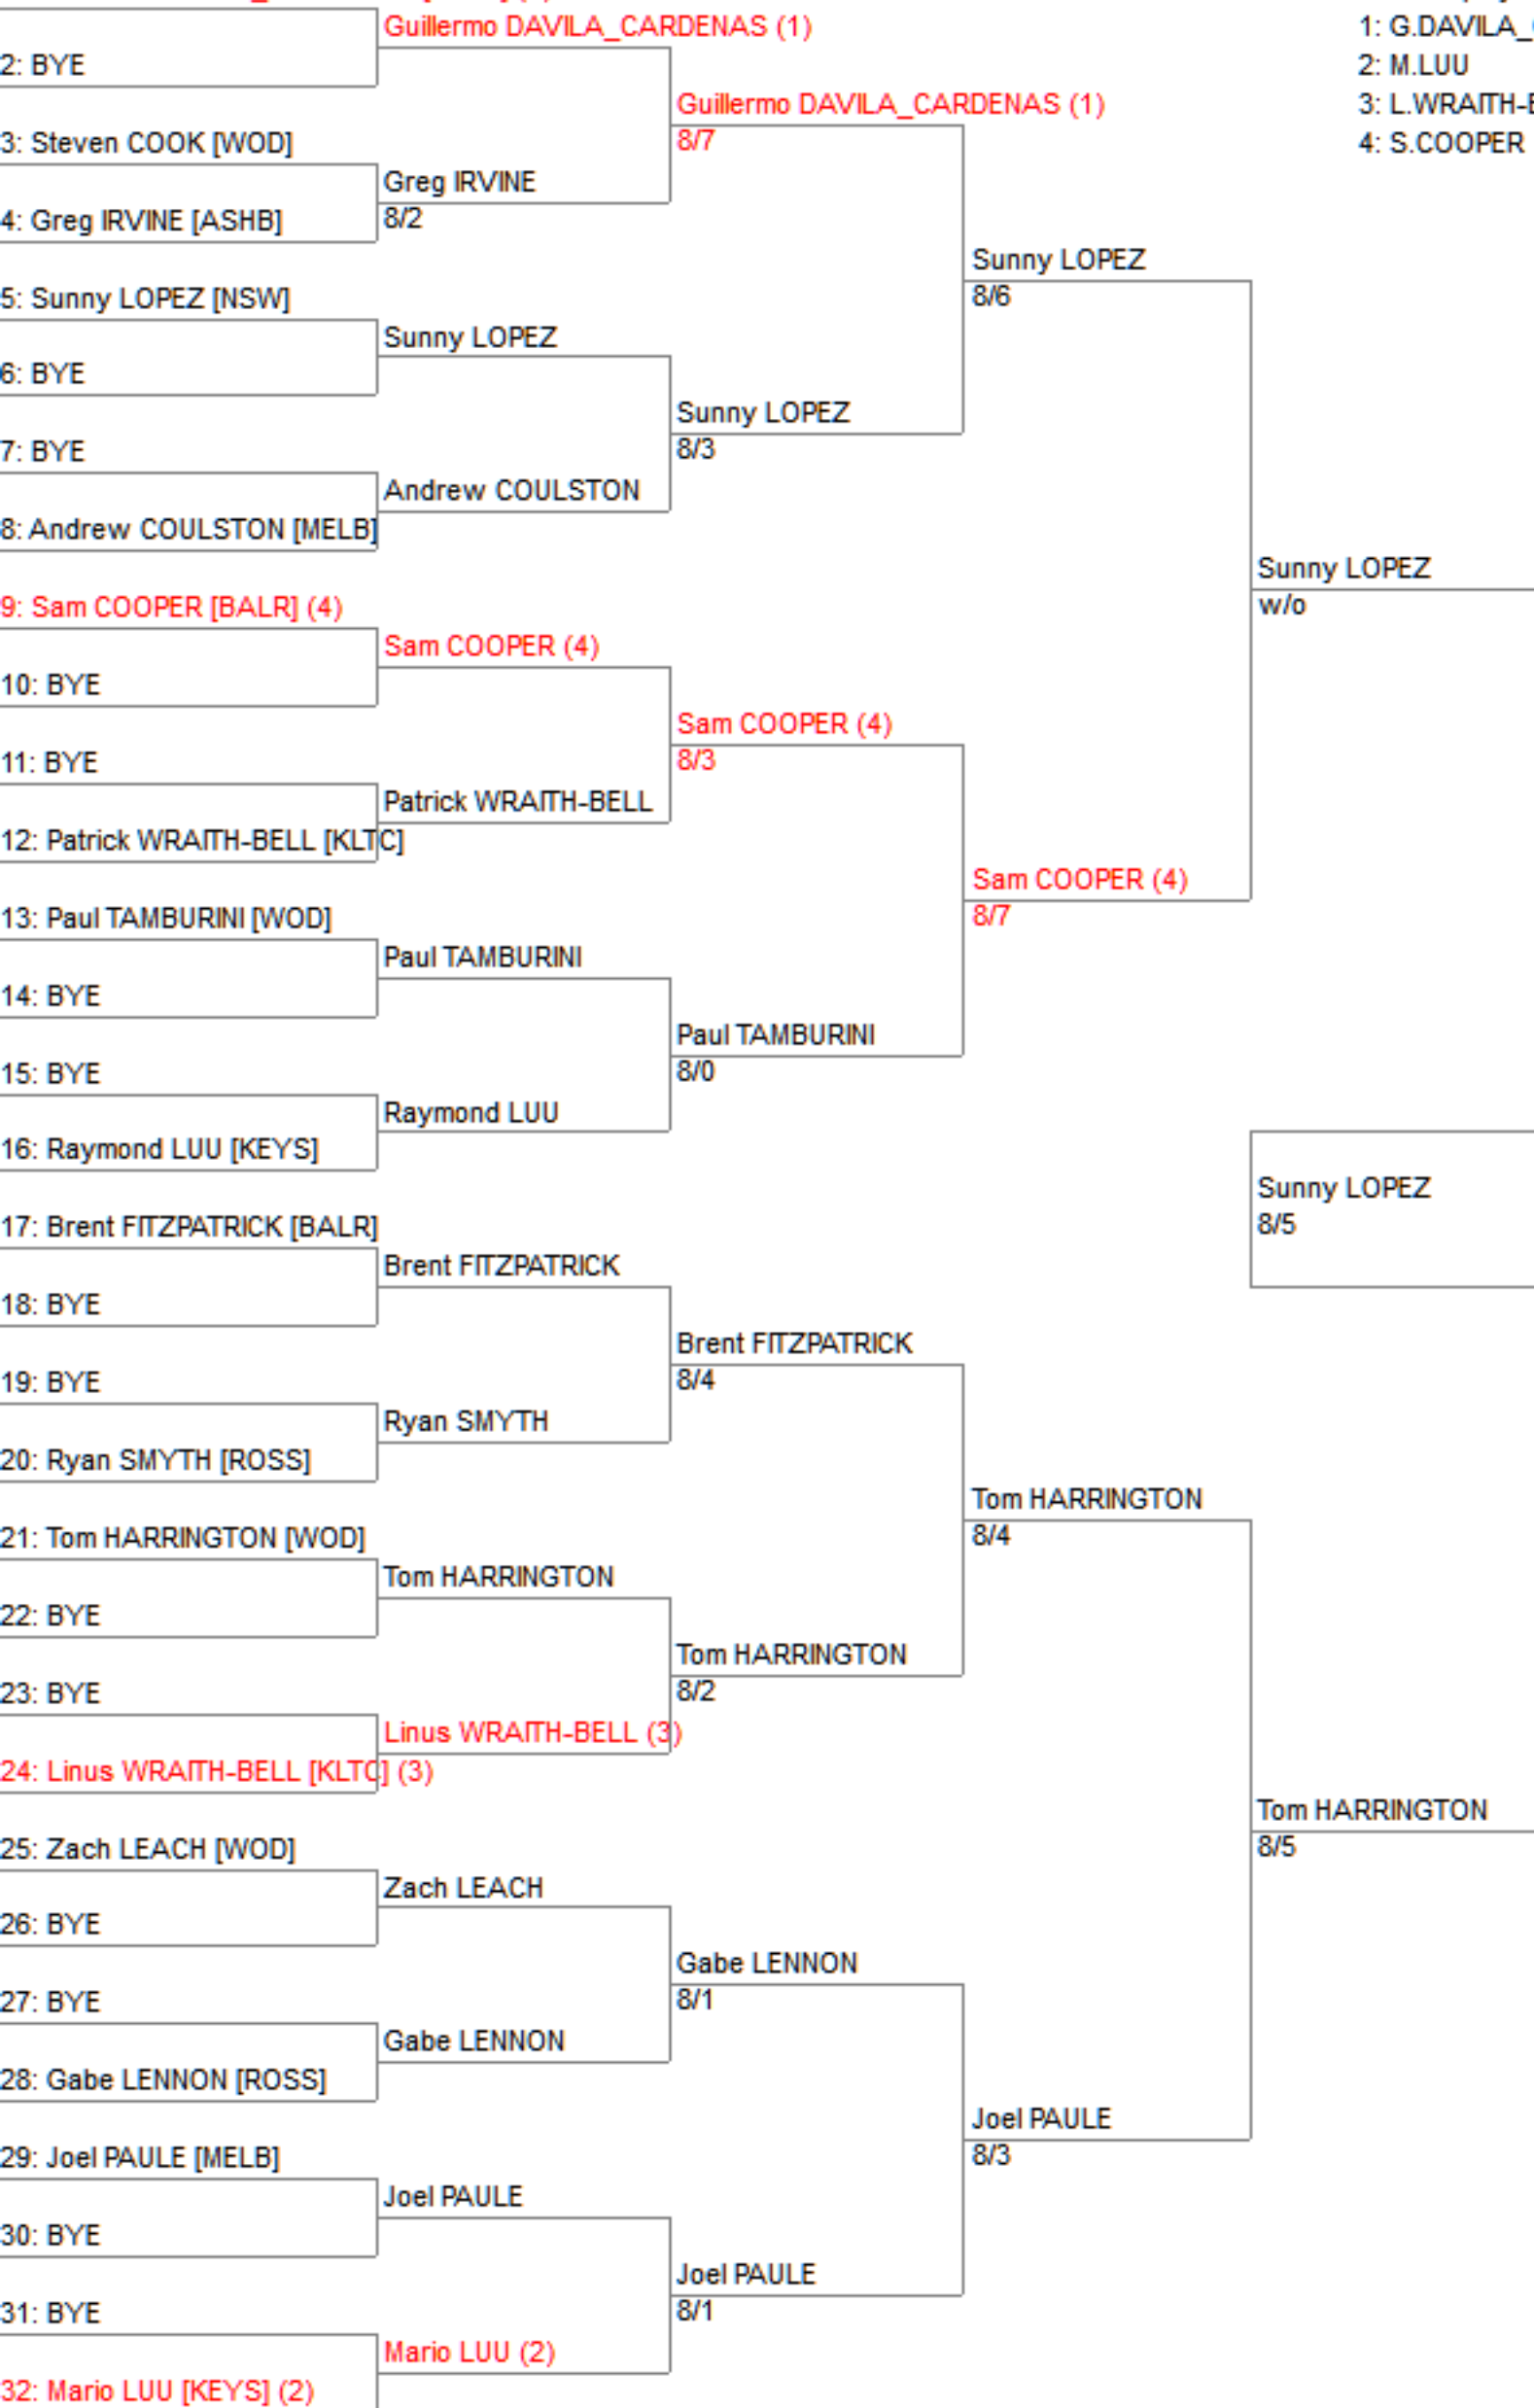 Guillermo DAVILA_CARDENAS (1)
1: G.DAVILA_
2: BYE
2: M.LUU
Guillermo DAVILA_CARDENAS (1)
3: L.WRAITH-B
8/7
3: Steven COOK [WOD]
4: S.COOPER
Greg IRVINE
4: Greg IRVINE [ASHB]
8/2
Sunny LOPEZ
8/6
5: Sunny LOPEZ [NSW]
Sunny LOPEZ
6: BYE
Sunny LOPEZ
8/3
7: BYE
Andrew COULSTON
8: Andrew COULSTON [MELB]
Sunny LOPEZ
w/o
9: Sam COOPER [BALR] (4)
Sam COOPER (4)
10: BYE
Sam COOPER (4)
8/3
11: BYE
Patrick WRAITH-BELL
12: Patrick WRAITH-BELL [KLTC]
Sam COOPER (4)
8/7
13: Paul TAMBURINI [WOD]
Paul TAMBURINI
14: BYE
Paul TAMBURINI
8/0
15: BYE
Raymond LUU
16: Raymond LUU [KEYS]
Sunny LOPEZ
8/5
17: Brent FITZPATRICK [BALR]
Brent FITZPATRICK
18: BYE
Brent FITZPATRICK
8/4
19: BYE
Ryan SMYTH
20: Ryan SMYTH [ROSS]
Tom HARRINGTON
8/4
21: Tom HARRINGTON [WOD]
Tom HARRINGTON
22: BYE
Tom HARRINGTON
8/2
23: BYE
Linus WRAITH-BELL (3)
24: Linus WRAITH-BELL [KLTC] (3)
Tom HARRINGTON
8/5
25: Zach LEACH [WOD]
Zach LEACH
26: BYE
Gabe LENNON
8/1
27: BYE
Gabe LENNON
28: Gabe LENNON [ROSS]
Joel PAULE
8/3
29: Joel PAULE [MELB]
Joel PAULE
30: BYE
Joel PAULE
8/1
31: BYE
Mario LUU (2)
32: Mario LUU [KEYS] (2)